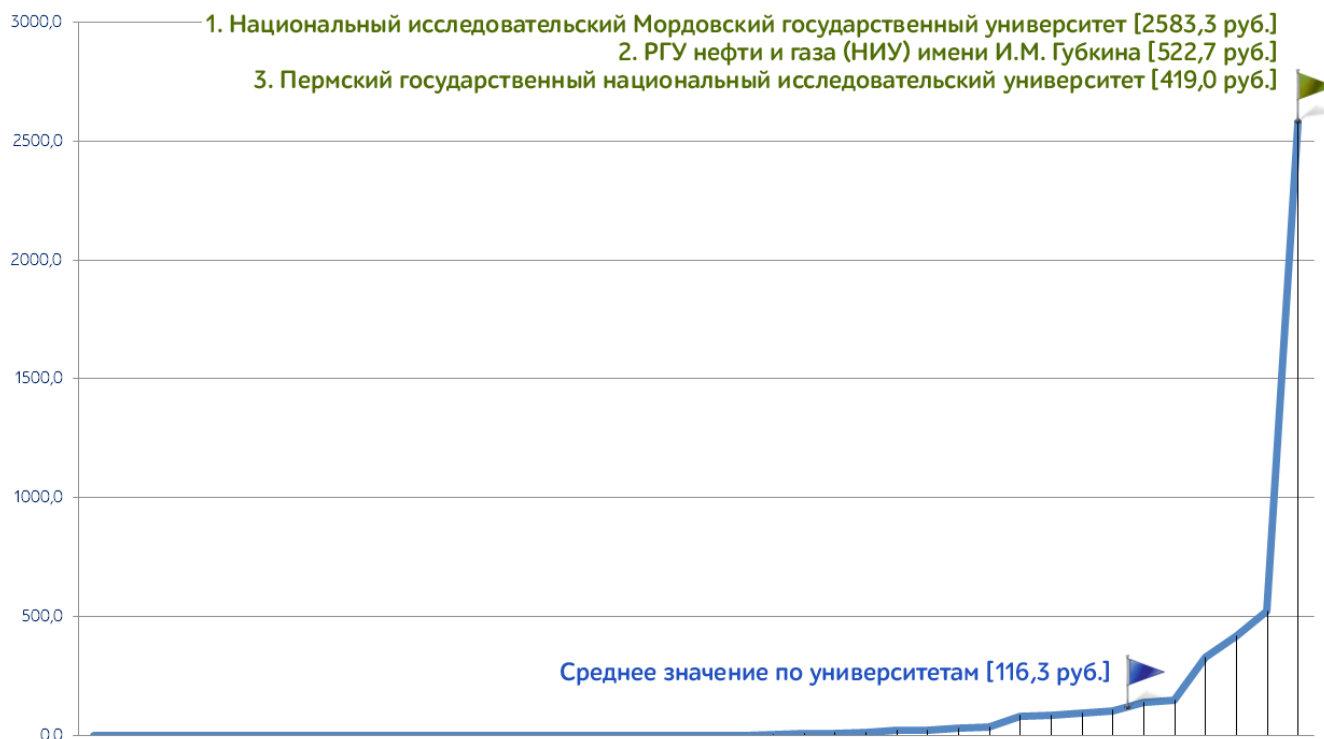 3000,0
1. Национальный исследовательский Мордовский государственный университет [2583,3 руб.]
2. РГУ нефти и газа (НИУ) имени И.М. Губкина [522,7 руб.]
3. Пермский государственный национальный исследовательский университет [419,0 руб.]
2500,0
2000,0
1500,0
1000,0
500,0
Среднее значение по университетам [116,3 руб.]
0,0